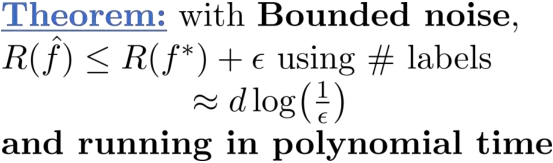 Theorem: with Bounded noise,
R(f̂) ≤ R(f*) + ϵ using # labels
≈ d log(1/ϵ)
and running in polynomial time